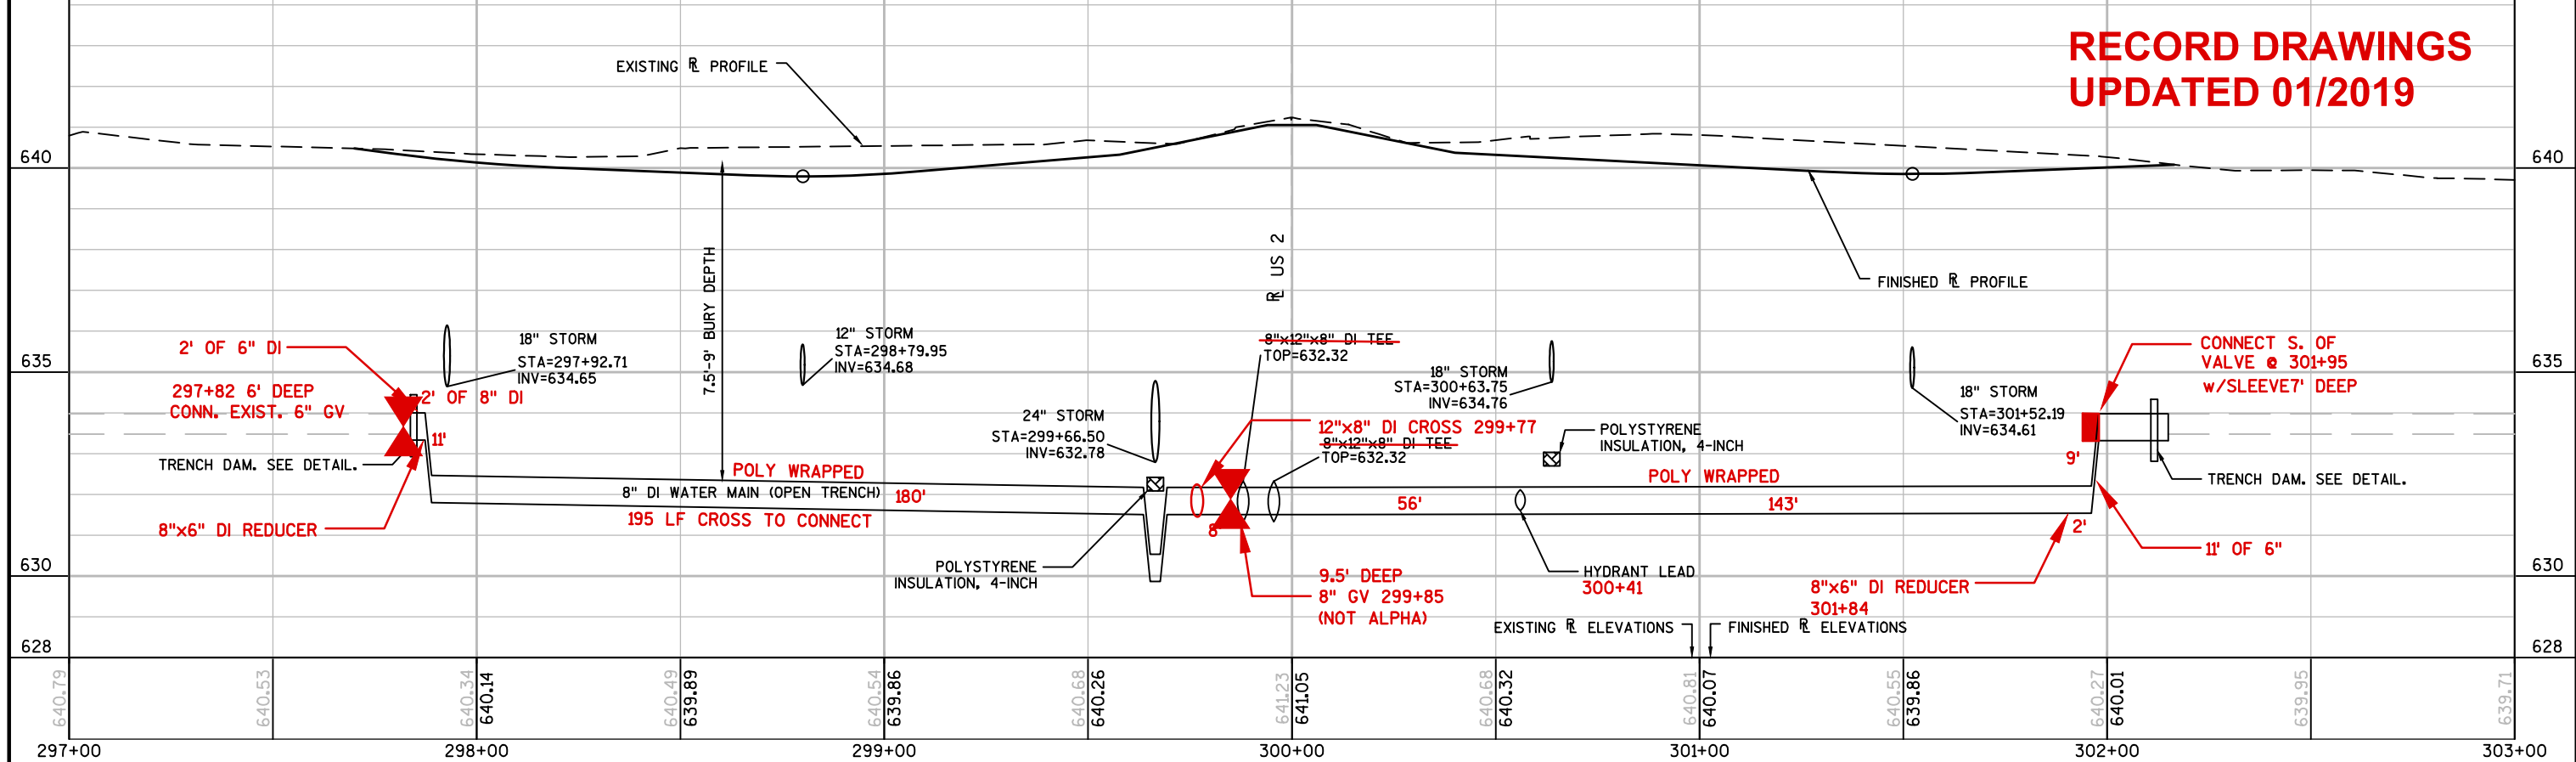 RECORD DRAWINGS
UPDATED 01/2019
EXISTING ℞ PROFILE
640
640
7.5'-9' BURY DEPTH
℞ US 2
FINISHED ℞ PROFILE
635
635
2' OF 6" DI
297+82 6' DEEP
CONN. EXIST. 6" GV
2' OF 8" DI
11'
18" STORM
STA=297+92.71
INV=634.65
12" STORM
STA=298+79.95
INV=634.68
8"x12"x8" DI TEE
TOP=632.32
18" STORM
STA=300+63.75
INV=634.76
24" STORM
STA=299+66.50
INV=632.78
12"x8" DI CROSS 299+77
8"x12"x8" DI TEE
TOP=632.32
POLYSTYRENE
INSULATION, 4-INCH
18" STORM
STA=301+52.19
INV=634.61
CONNECT S. OF
VALVE @ 301+95
w/SLEEVE7' DEEP
TRENCH DAM. SEE DETAIL.
8"x6" DI REDUCER
POLY WRAPPED
8" DI WATER MAIN (OPEN TRENCH)
180'
195 LF CROSS TO CONNECT
POLYSTYRENE
INSULATION, 4-INCH
8'
56'
POLY WRAPPED
143'
9'
2'
TRENCH DAM. SEE DETAIL.
11' OF 6"
9.5' DEEP
8" GV 299+85
(NOT ALPHA)
HYDRANT LEAD
300+41
8"x6" DI REDUCER
301+84
630
630
EXISTING ℞ ELEVATIONS
FINISHED ℞ ELEVATIONS
628
628
640.79
640.53
640.34
640.14
640.49
639.89
640.54
639.86
640.68
640.26
641.23
641.05
640.68
640.32
640.81
640.07
640.55
639.86
640.27
640.01
639.95
639.71
297+00
298+00
299+00
300+00
301+00
302+00
303+00